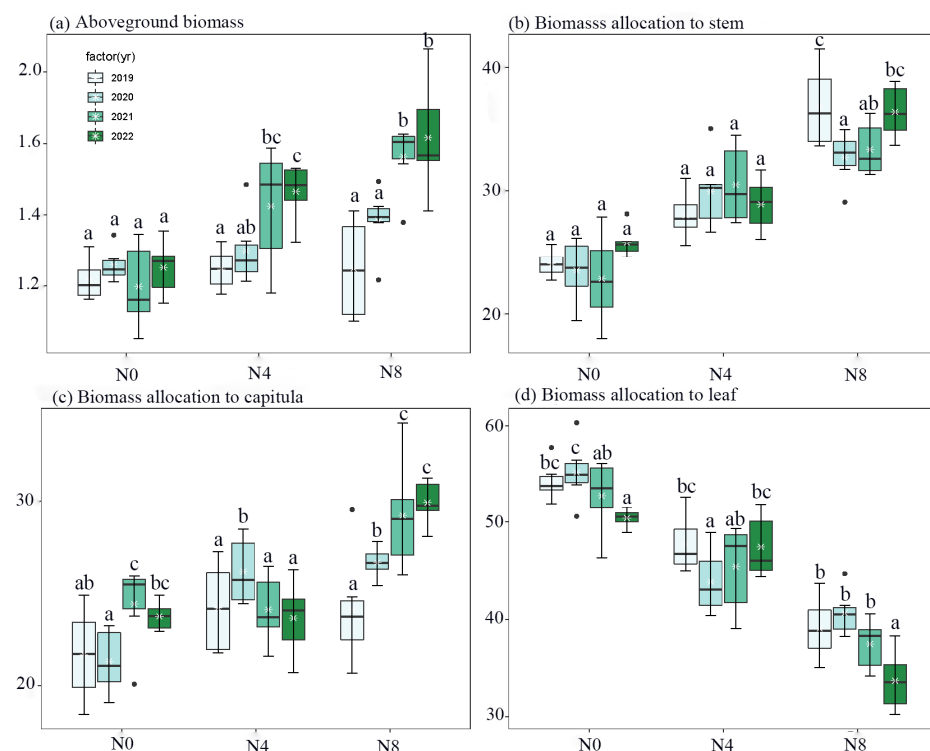 (a) Aboveground biomass
2.0
1.8
1.6
1.4
1.2
factor(yr)
2019
2020
2021
2022
a a a a
a ab bc c
a a b b
N0 N4 N8
(b) Biomasss allocation to stem
40
30
20
a a a a
a a a a
c a ab bc
N0 N4 N8
(c) Biomass allocation to capitula
30
20
ab a c bc
a b a a
a b c c
N0 N4 N8
(d) Biomass allocation to leaf
60
50
40
30
bc c ab a
bc a ab bc
b b b a
N0 N4 N8